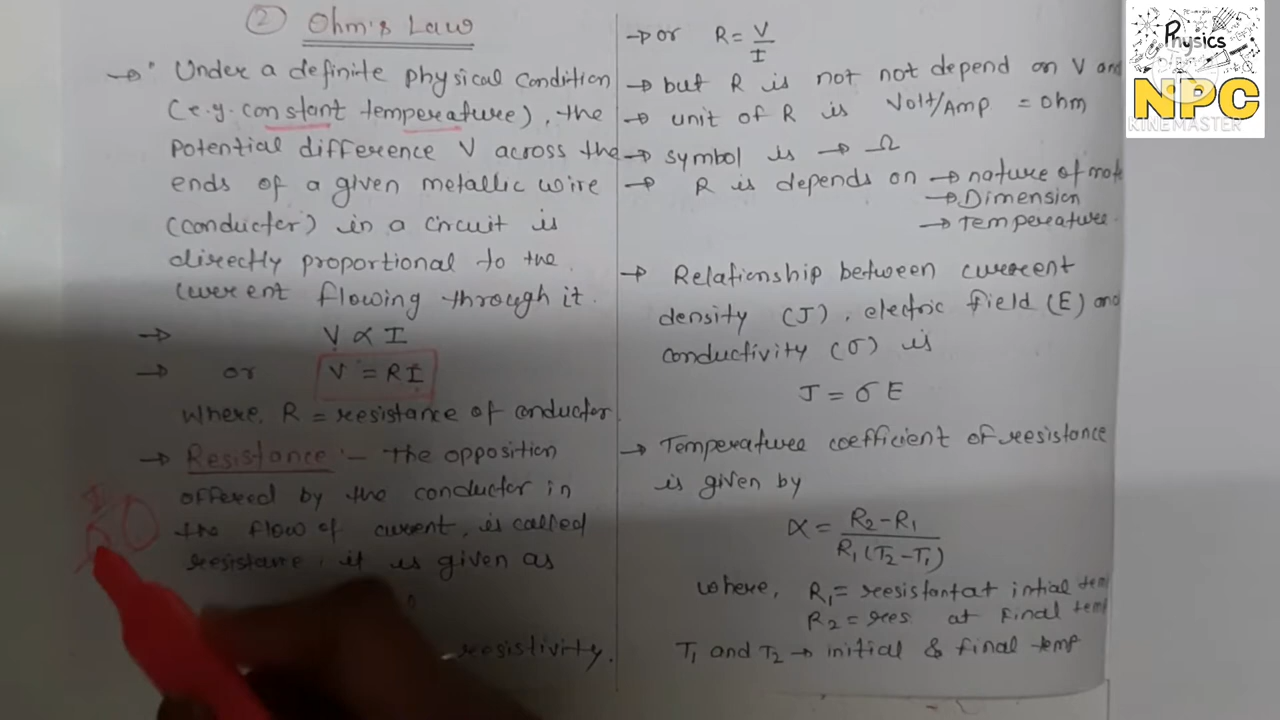 ② Ohm's Law
→ Under a definite physical condition
(e.g. constant temperature), the
potential difference V across the
ends of a given metallic wire
(conductor) in a circuit is
directly proportional to the
current flowing through it.
→ V ∝ I
→ or V = RI
Where, R = resistance of conductor
→ Resistance :- the opposition
offered by the conductor in
the flow of current, is called
resistance, it is given as
resistivity.
→ or R = V/I
→ but R is not not depend on V and
→ unit of R is Volt/Amp = Ohm
→ symbol is → Ω
→ R is depends on → nature of
→ Dimension
→ Temperature.
→ Relationship between current
density (J), electric field (E) and
conductivity (σ) is
J = σ E
→ Temperature coefficient of resistance
is given by
α = R₂-R₁ / R₁(T₂-T₁)
where, R₁ = resistant at intial
R₂ = res. at final
T₁ and T₂ → initial & final temp
Physics
NPC
KINEMASTER